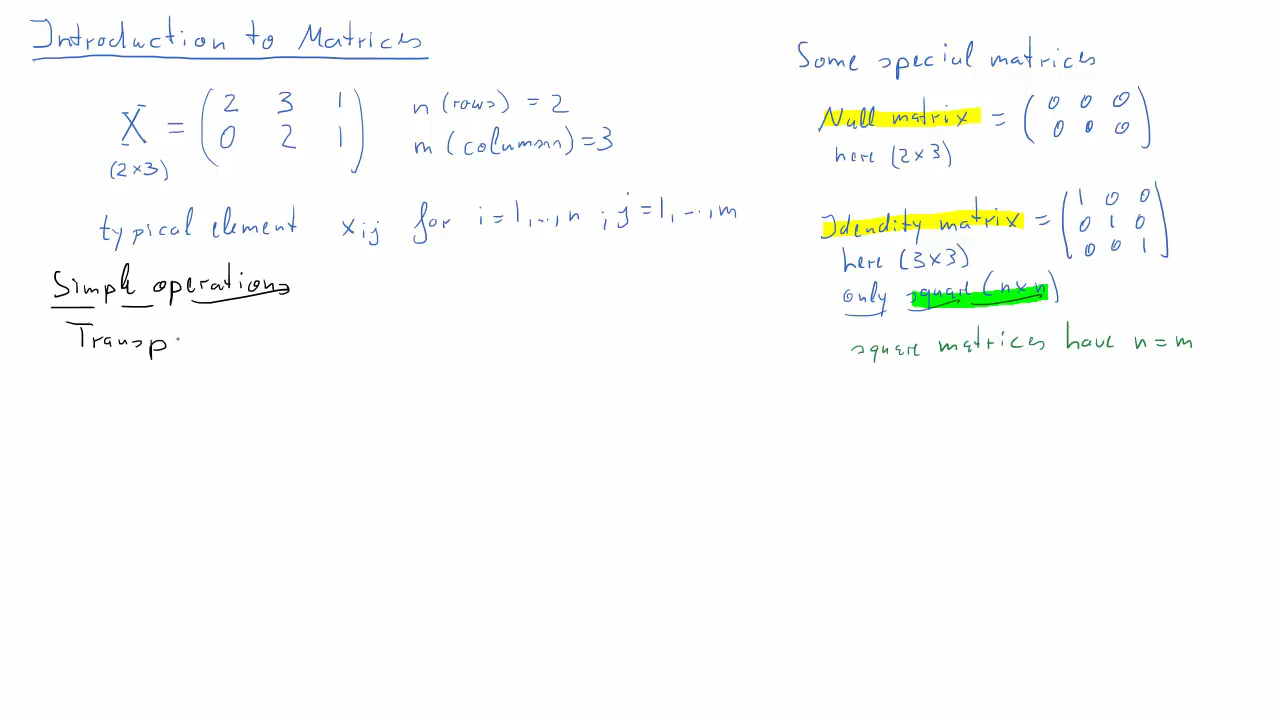 Introduction to Matrices
X = ( 2 3 1
0 2 1 )
(2×3)
n (rows) = 2
m (columns) = 3
typical element xij for i = 1, ..., n ; j = 1, ..., m
Simple operations
Transp
Some special matrices
Null matrix = ( 0 0 0
0 0 0 )
here (2×3)
Idendity matrix = ( 1 0 0
0 1 0
0 0 1 )
here (3×3)
only square (n×n)
square matrices have n = m